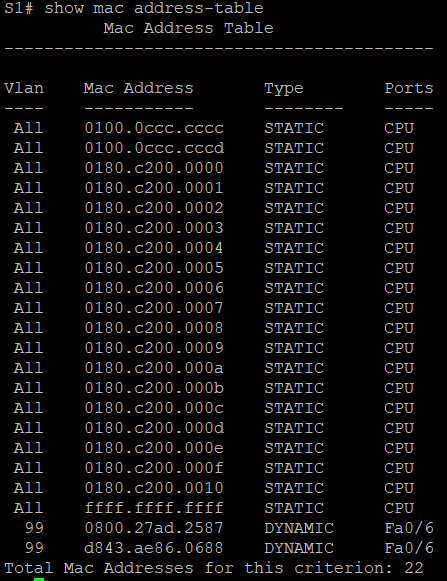 S1# show mac address-table
Mac Address Table
-------------------------------------------
Vlan Mac Address Type Ports
---- ----------- -------- -----
All 0100.0ccc.cccc STATIC CPU
All 0100.0ccc.cccd STATIC CPU
All 0180.c200.0000 STATIC CPU
All 0180.c200.0001 STATIC CPU
All 0180.c200.0002 STATIC CPU
All 0180.c200.0003 STATIC CPU
All 0180.c200.0004 STATIC CPU
All 0180.c200.0005 STATIC CPU
All 0180.c200.0006 STATIC CPU
All 0180.c200.0007 STATIC CPU
All 0180.c200.0008 STATIC CPU
All 0180.c200.0009 STATIC CPU
All 0180.c200.000a STATIC CPU
All 0180.c200.000b STATIC CPU
All 0180.c200.000c STATIC CPU
All 0180.c200.000d STATIC CPU
All 0180.c200.000e STATIC CPU
All 0180.c200.000f STATIC CPU
All 0180.c200.0010 STATIC CPU
All ffff.ffff.ffff STATIC CPU
99 0800.27ad.2587 DYNAMIC Fa0/6
99 d843.ae86.0688 DYNAMIC Fa0/6
Total Mac Addresses for this criterion: 22